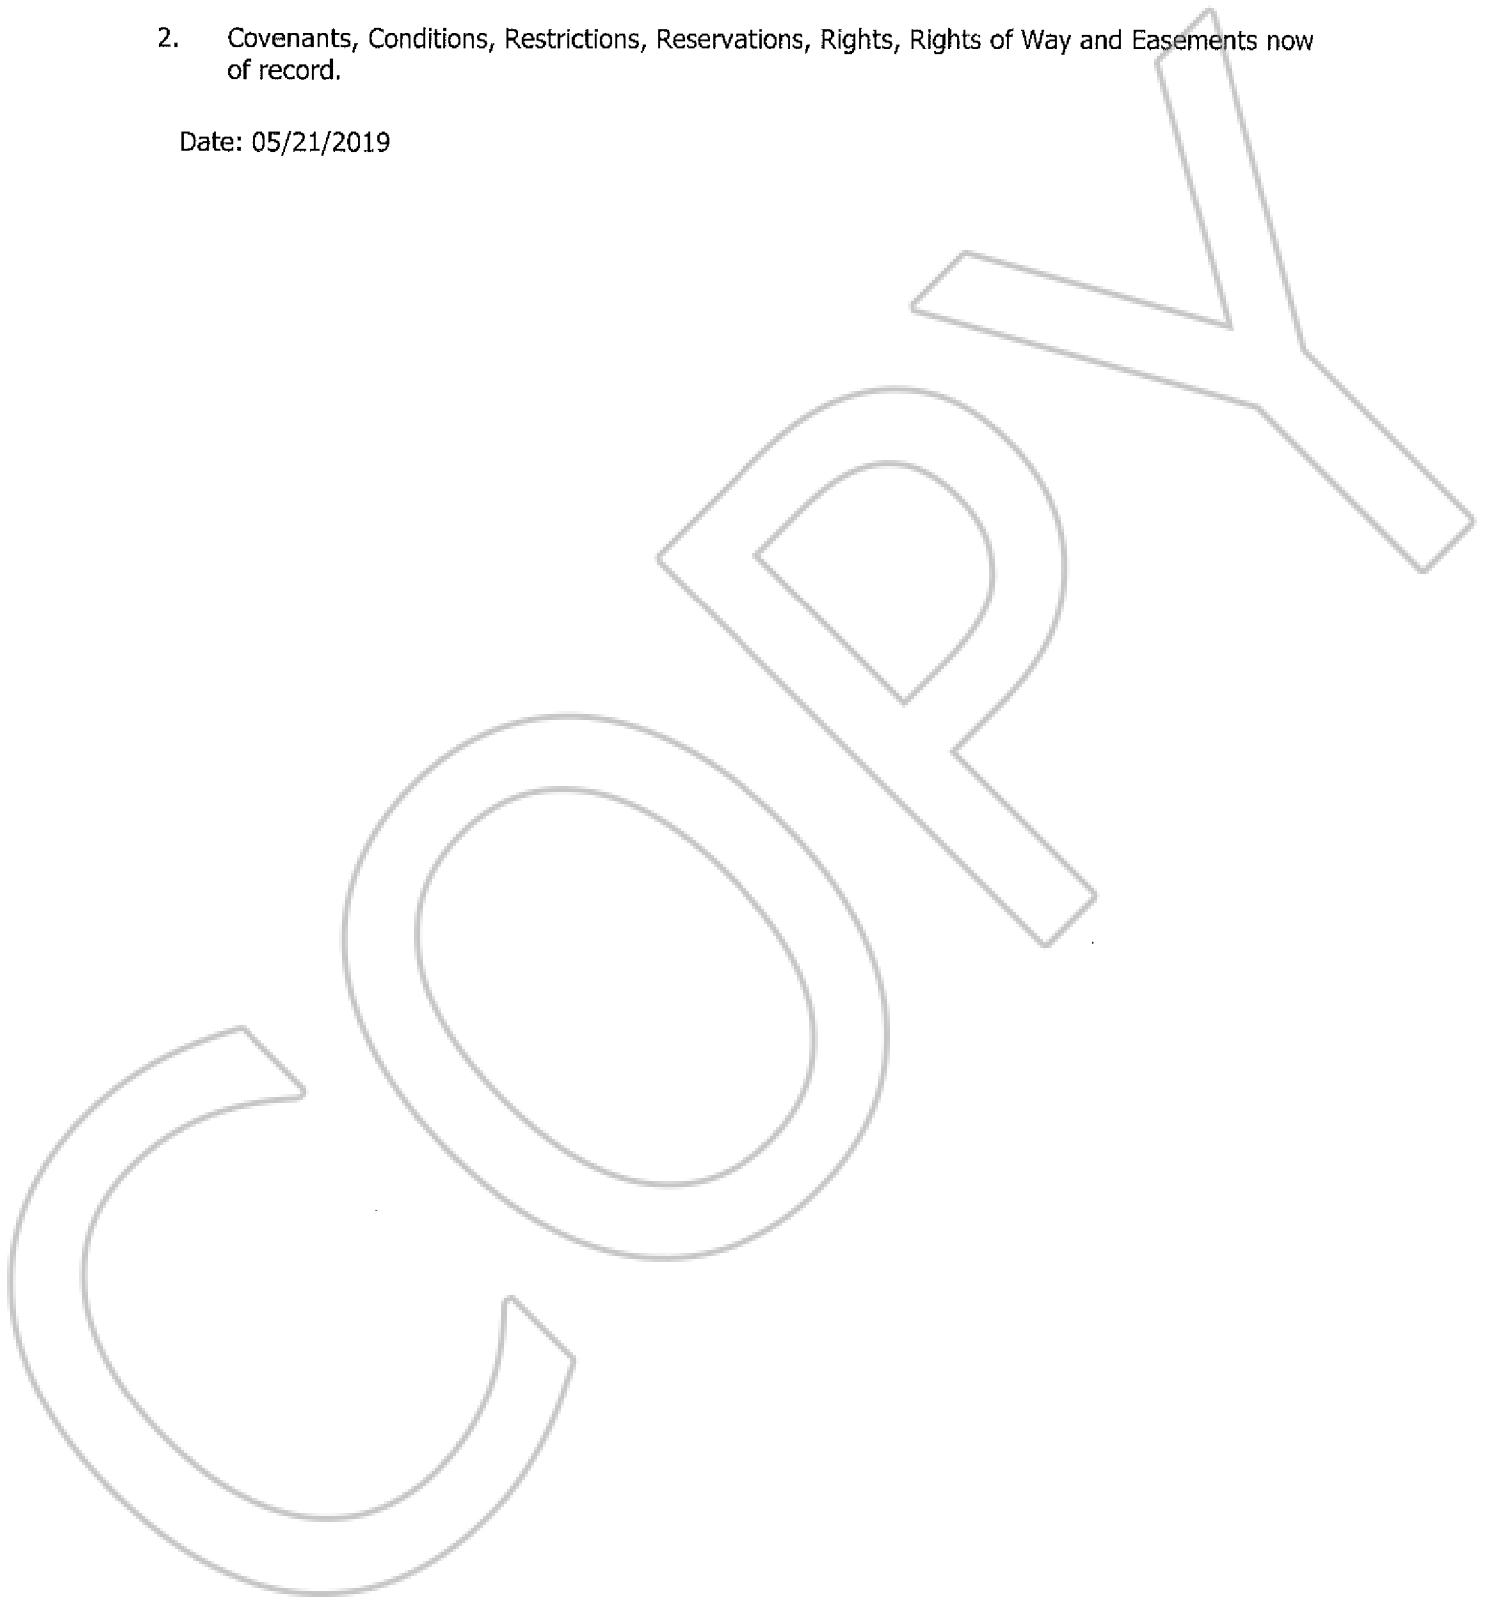 2. Covenants, Conditions, Restrictions, Reservations, Rights, Rights of Way and Easements now
of record.
Date: 05/21/2019
COPY